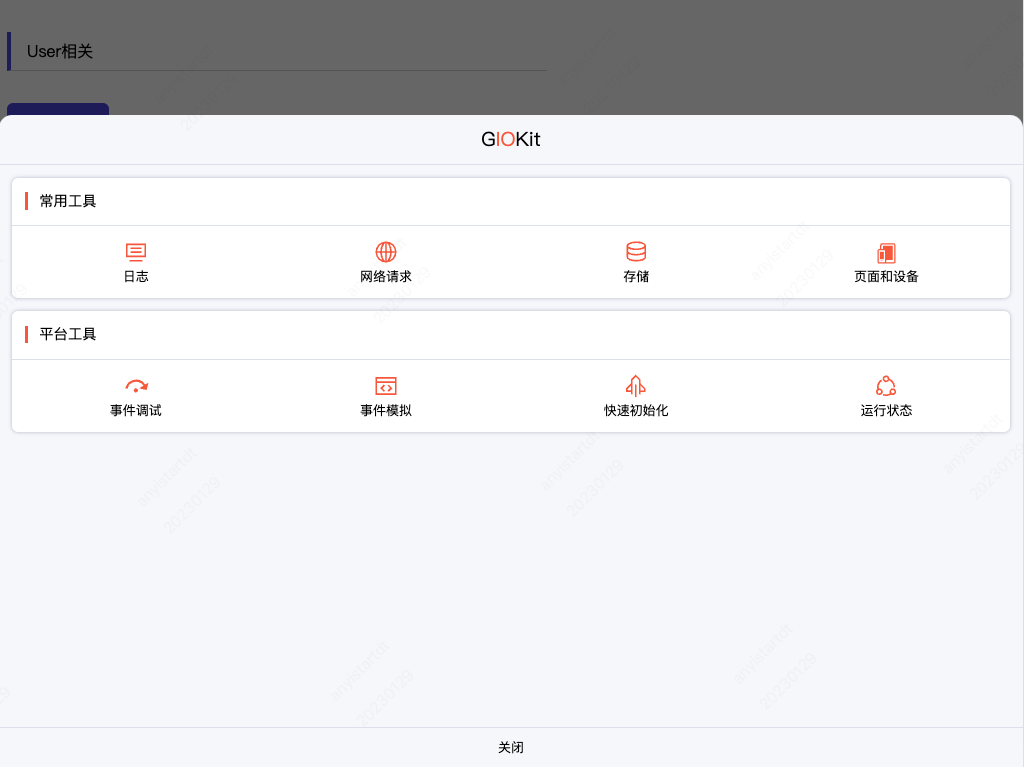 User相关
GIOKit
常用工具
日志
网络请求
存储
页面和设备
平台工具
事件调试
事件模拟
快速初始化
运行状态
关闭